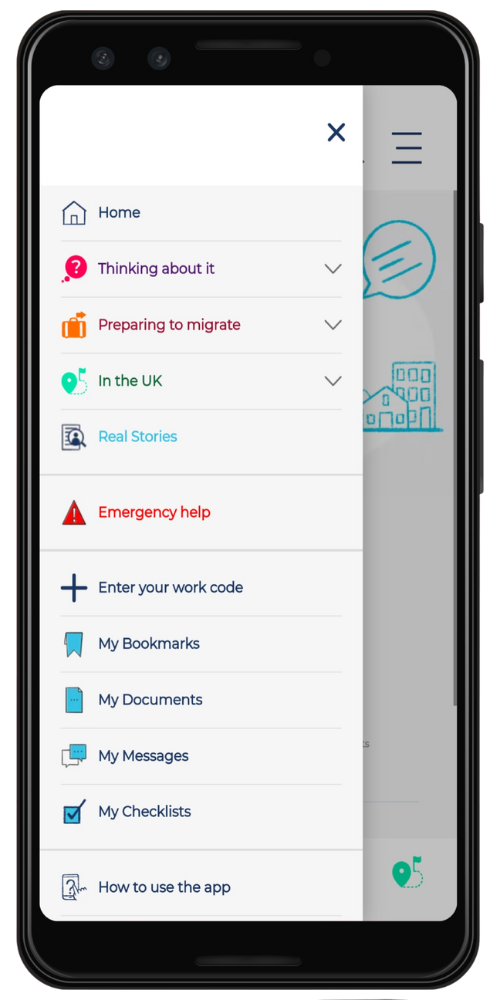 Home
Thinking about it
Preparing to migrate
In the UK
Real Stories
Emergency help
Enter your work code
My Bookmarks
My Documents
My Messages
ts
My Checklists
How to use the app